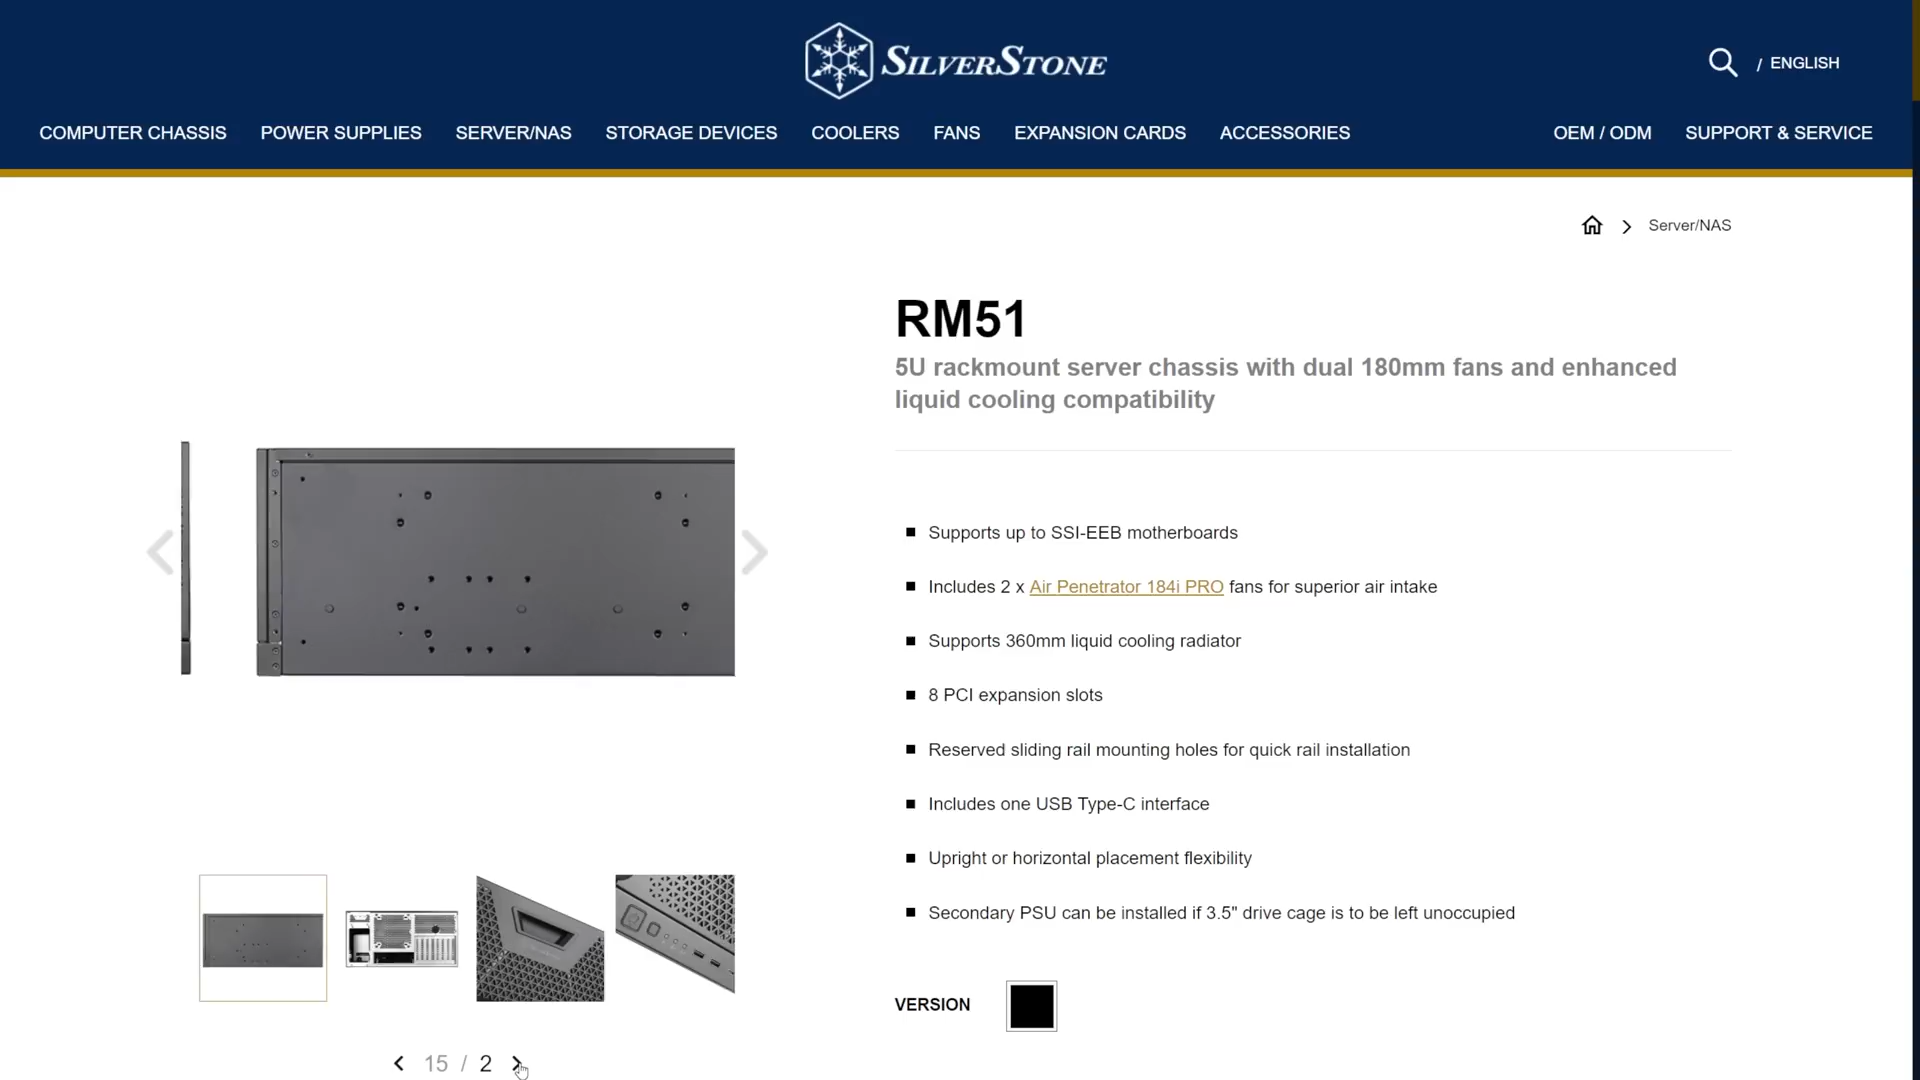 SILVERSTONE
/ ENGLISH
COMPUTER CHASSIS POWER SUPPLIES SERVER/NAS STORAGE DEVICES COOLERS FANS EXPANSION CARDS ACCESSORIES OEM / ODM SUPPORT & SERVICE
Server/NAS
RM51
5U rackmount server chassis with dual 180mm fans and enhanced
liquid cooling compatibility
Supports up to SSI-EEB motherboards
Includes 2 x Air Penetrator 184i PRO fans for superior air intake
Supports 360mm liquid cooling radiator
8 PCI expansion slots
Reserved sliding rail mounting holes for quick rail installation
Includes one USB Type-C interface
Upright or horizontal placement flexibility
Secondary PSU can be installed if 3.5" drive cage is to be left unoccupied
VERSION
15 / 2